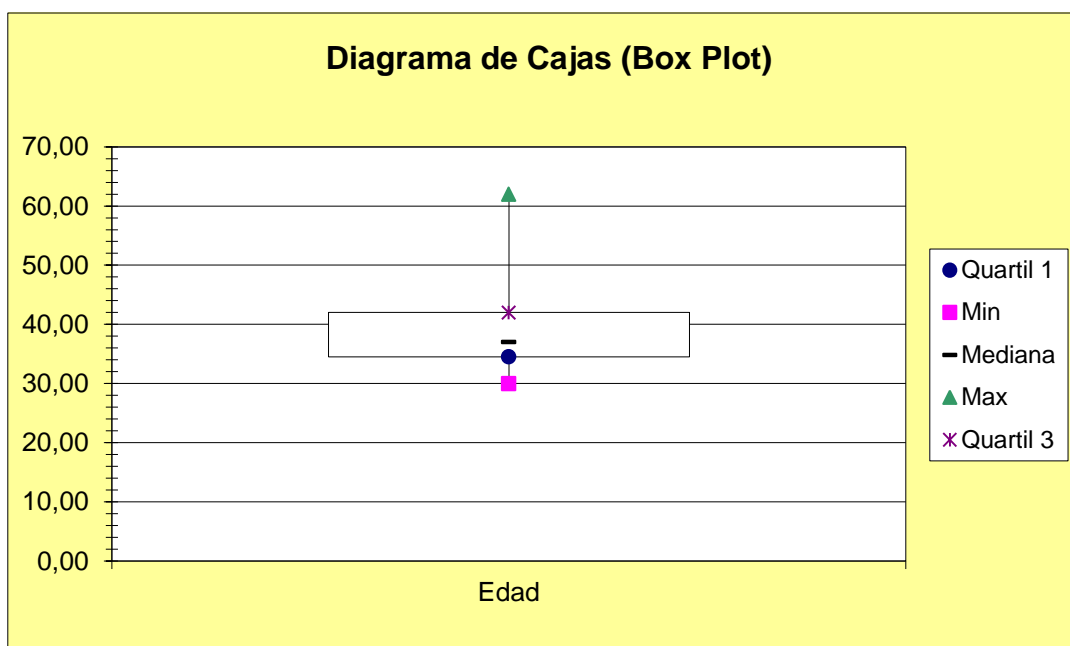 Diagrama de Cajas (Box Plot)
70,00
60,00
50,00
40,00
30,00
20,00
10,00
0,00
Edad
Quartil 1
Min
Mediana
Max
Quartil 3